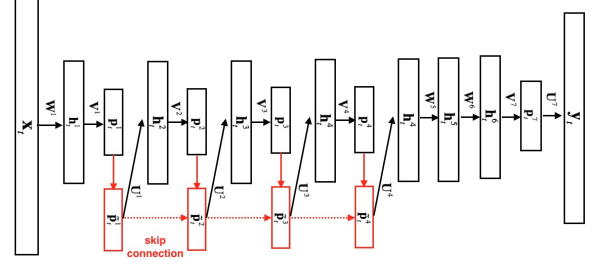 x_t
W^1
h_t^1
V^1
p_t^1
h_t^2
V^2
p_t^2
h_t^3
V^3
p_t^3
h_t^4
V^4
p_t^4
h_t^4
W^5
h_t^5
W^6
h_t^6
V^7
p_t^7
U^7
y_t
p̃_t^1
U^1
p̃_t^2
U^2
p̃_t^3
U^3
p̃_t^4
U^4
skip
connection